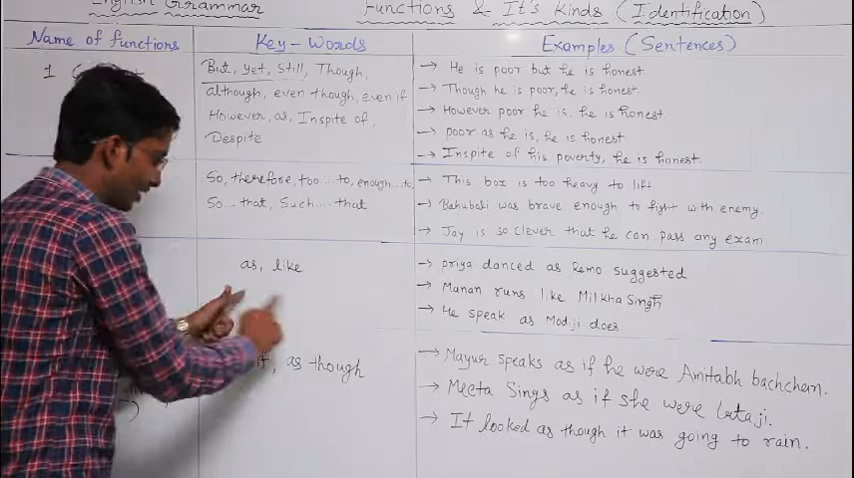 English Grammar
Functions & It's Kinds (Identification)
Name of functions
Key-Words
Examples (Sentences)
1
But, yet, still, Though,
although, even though, even if
However, as, Inspite of,
Despite
→ He is poor but he is honest.
→ Though he is poor, he is honest.
→ However poor he is, he is honest.
→ poor as he is, he is honest
→ Inspite of his poverty, he is honest.
So, therefore, too...to, enough...to,
So...that, Such....that
→ This box is too heavy to lift
→ Bahubali was brave enough to fight with enemy.
→ Jay is so clever that he can pass any exam
as, like
→ priya danced as Remo suggested.
→ Manan runs like Milkha Singh
→ He speak as Modiji does
if, as though
→ Mayur speaks as if he were Amitabh bachchan.
→ Meeta Sings as if she were Lataji.
→ It looked as though it was going to rain.